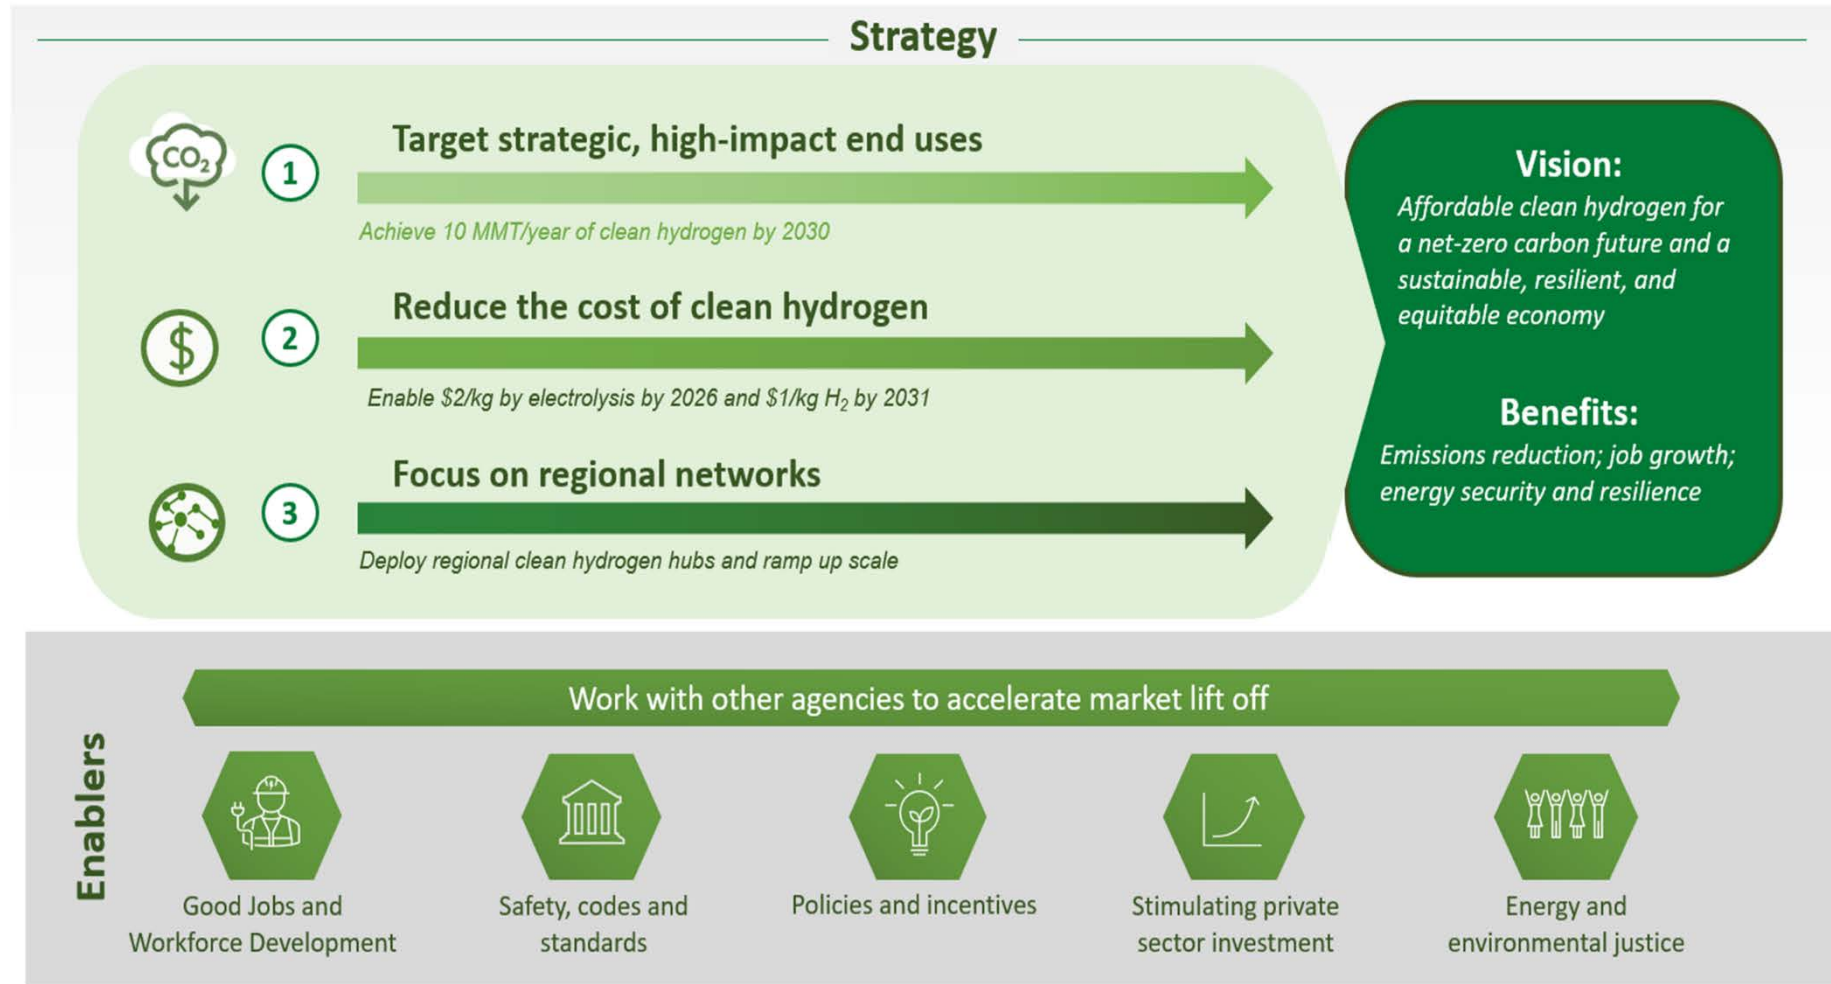 Strategy
CO₂
1
Target strategic, high-impact end uses
Achieve 10 MMT/year of clean hydrogen by 2030
$
2
Reduce the cost of clean hydrogen
Enable $2/kg by electrolysis by 2026 and $1/kg H₂ by 2031
3
Focus on regional networks
Deploy regional clean hydrogen hubs and ramp up scale
Vision:
Affordable clean hydrogen for
a net-zero carbon future and a
sustainable, resilient, and
equitable economy
Benefits:
Emissions reduction; job growth;
energy security and resilience
Enablers
Work with other agencies to accelerate market lift off
Good Jobs and
Workforce Development
Safety, codes and
standards
Policies and incentives
Stimulating private
sector investment
Energy and
environmental justice